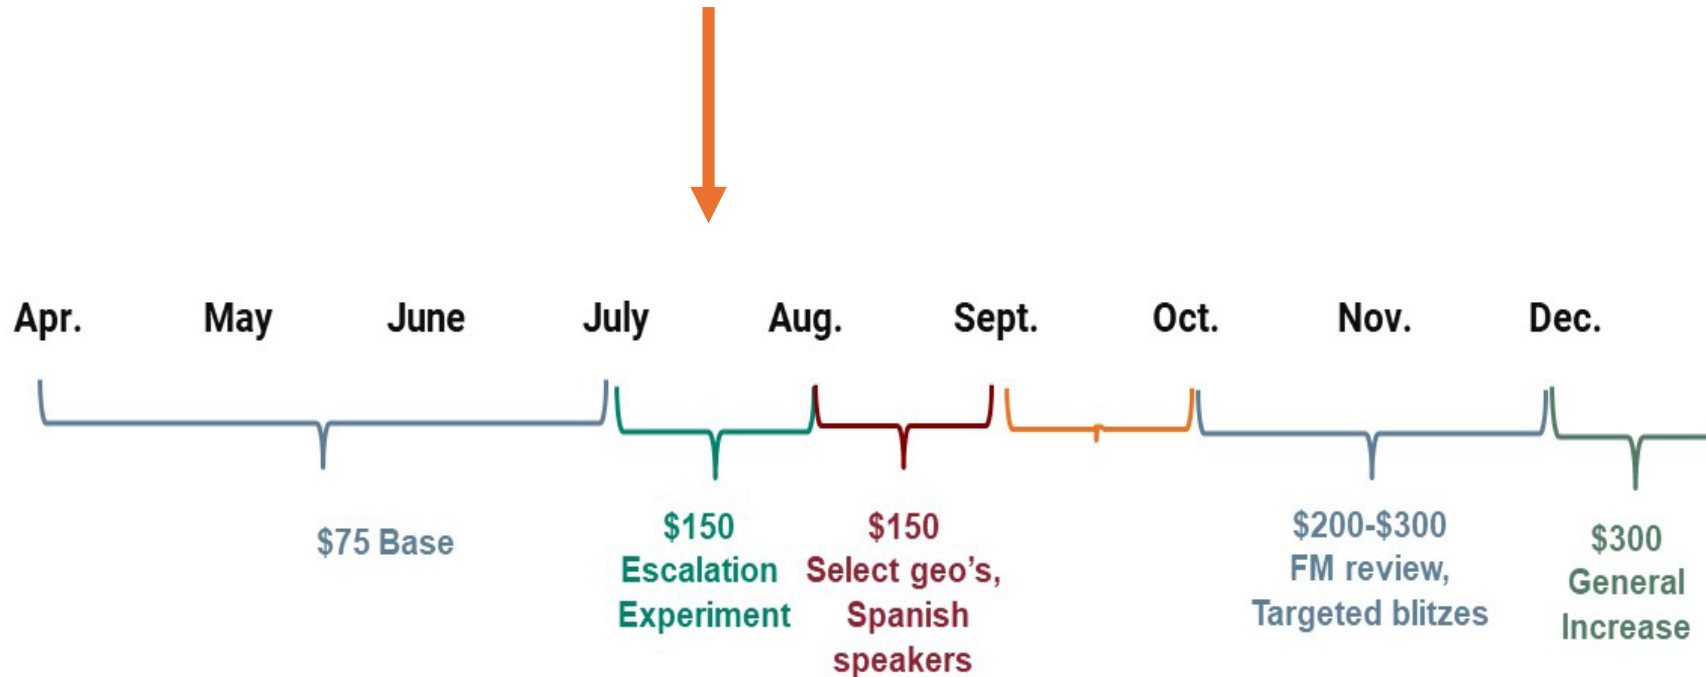 Apr. May June July Aug. Sept. Oct. Nov. Dec.
$75 Base
$150
Escalation
Experiment
$150
Select geo’s,
Spanish
speakers
$200-$300
FM review,
Targeted blitzes
$300
General
Increase